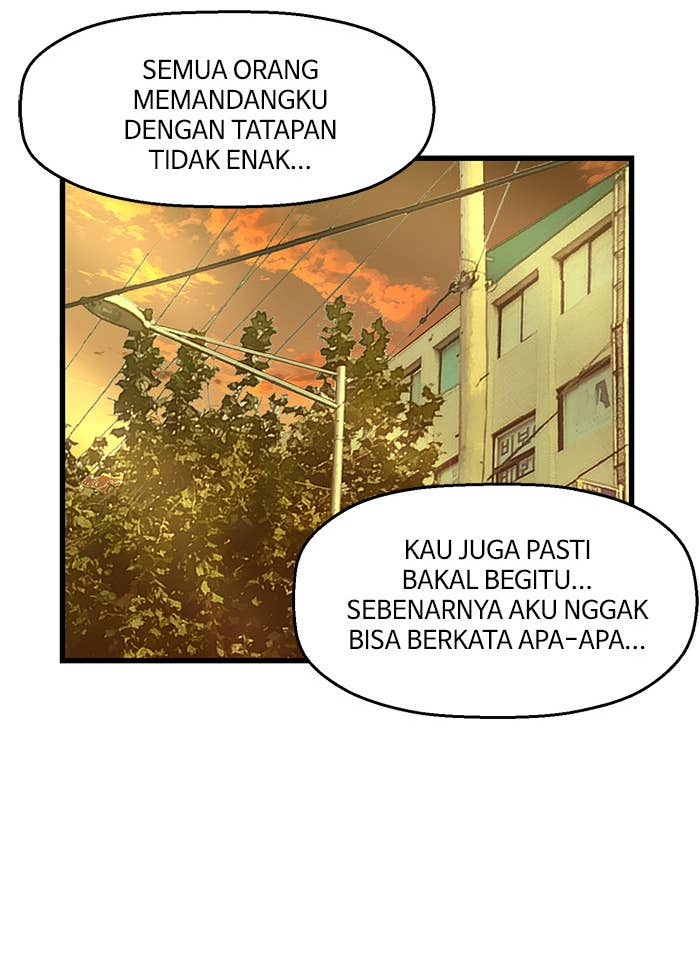 SEMUA ORANG
MEMANDANGKU
DENGAN TATAPAN
TIDAK ENAK...
KAU JUGA PASTI
BAKAL BEGITU...
SEBENARNYA AKU NGGAK
BISA BERKATA APA-APA...